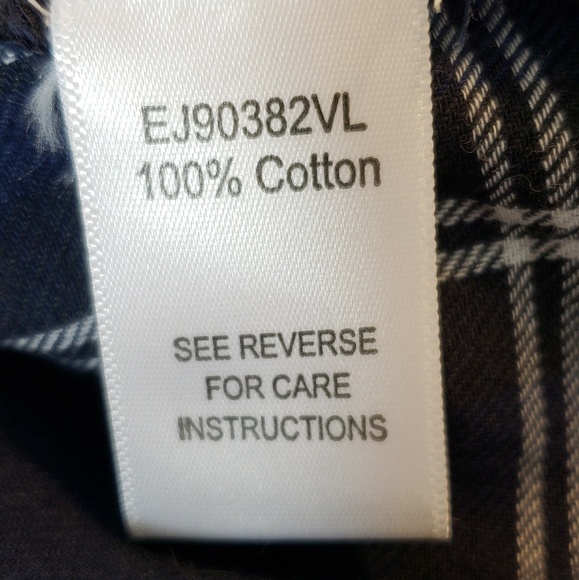 EJ90382VL
100% Cotton
SEE REVERSE
FOR CARE
INSTRUCTIONS